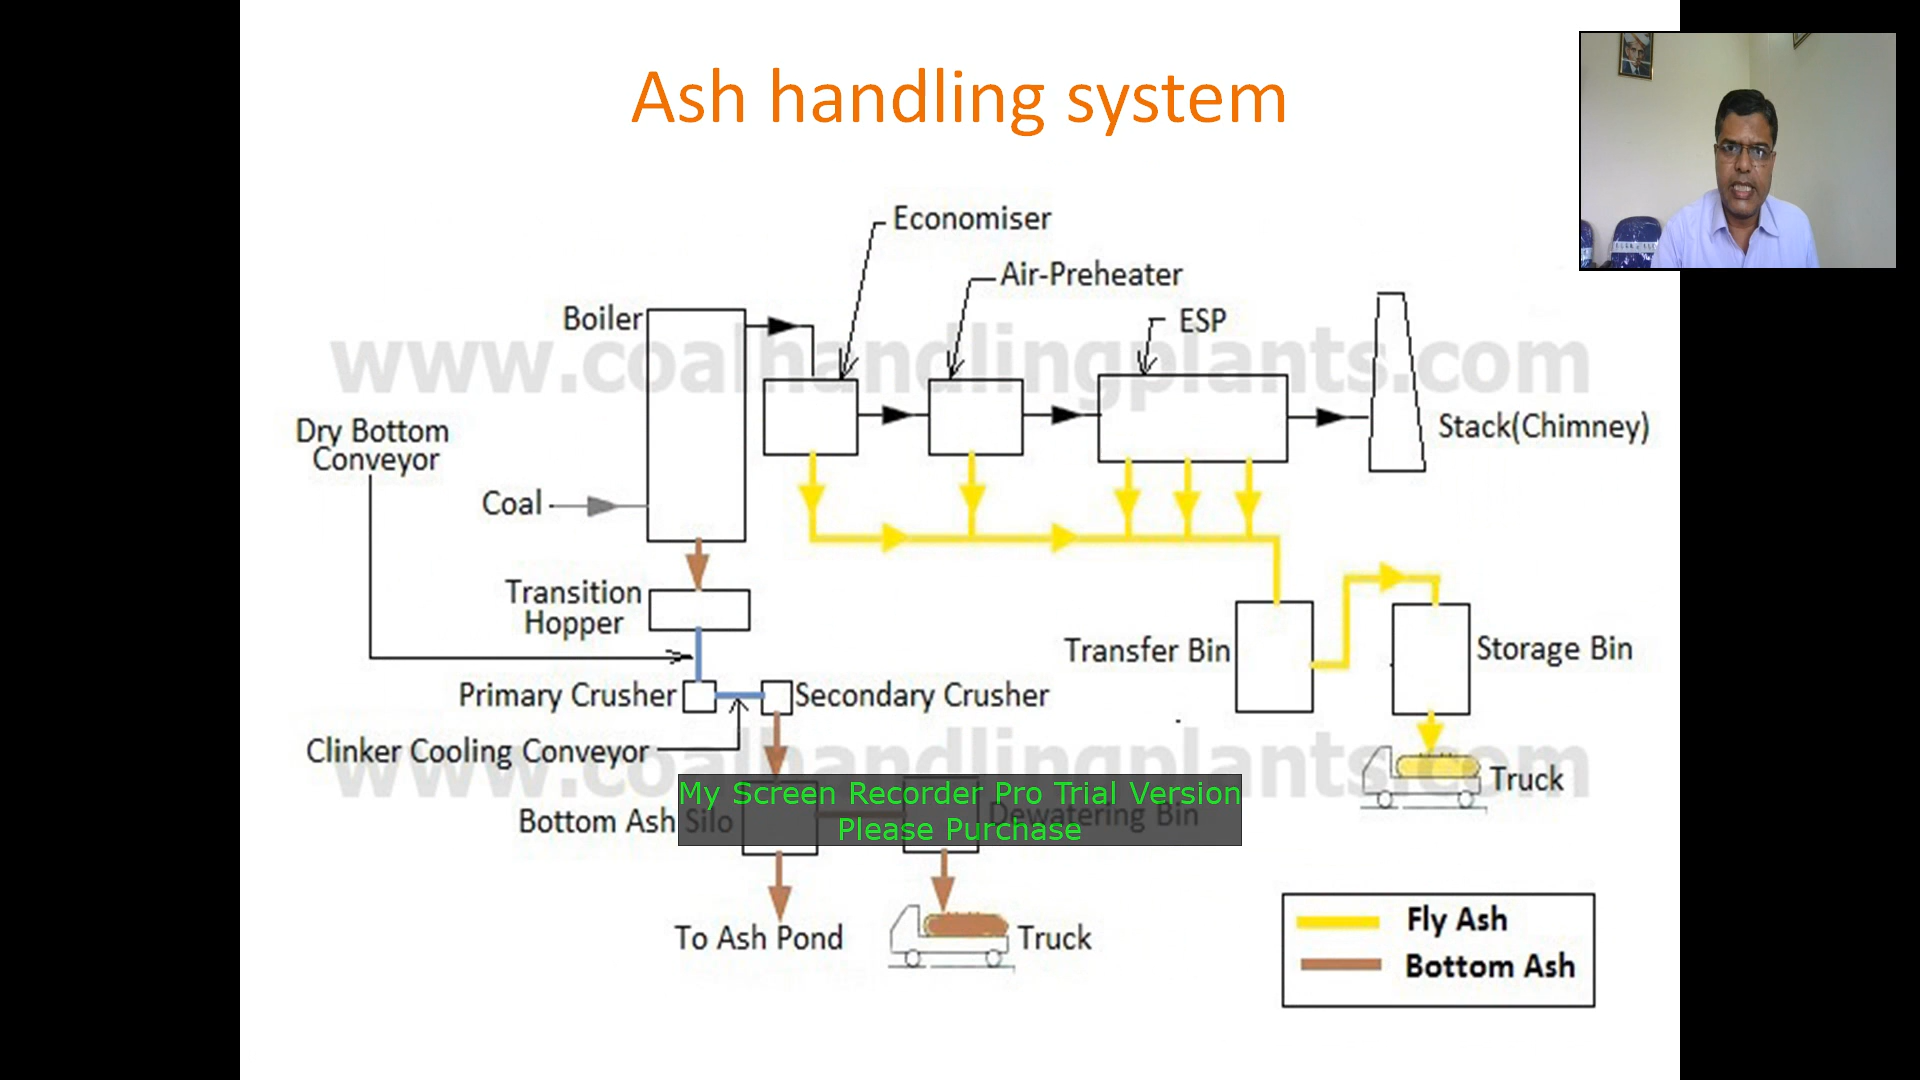 Ash handling system
Economiser
Air-Preheater
Boiler
ESP
www.coalhandlingplants.com
Stack(Chimney)
Dry Bottom
Conveyor
Coal
Transition
Hopper
Transfer Bin
Storage Bin
Primary Crusher
Secondary Crusher
Clinker Cooling Conveyor
www.coalhandlingplants.com
Truck
My Screen Recorder Pro Trial Version
Please Purchase
Bottom Ash Silo
Dewatering Bin
To Ash Pond
Truck
Fly Ash
Bottom Ash